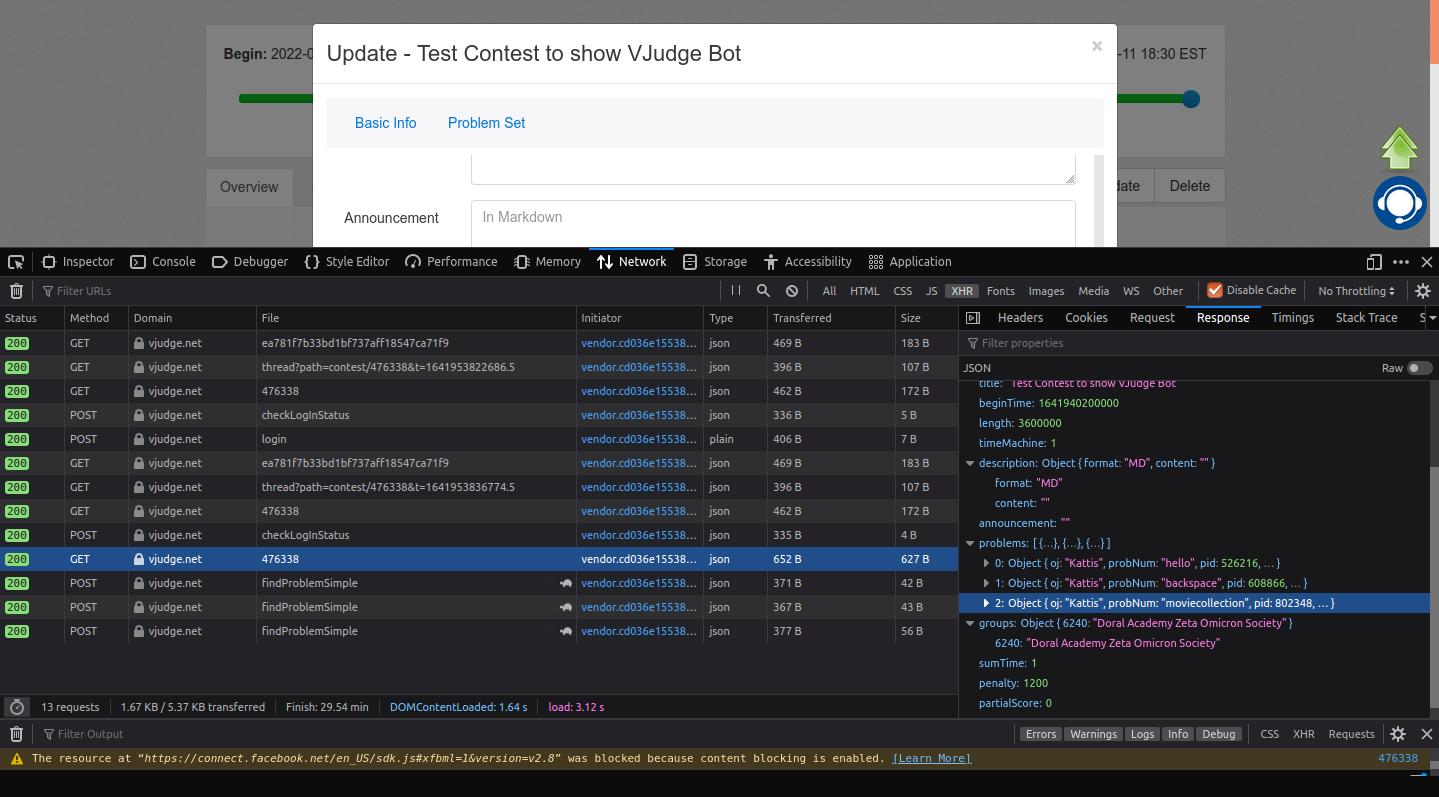 Begin: 2022-0
-11 18:30 EST
Update - Test Contest to show VJudge Bot
×
Basic Info
Problem Set
Overview
date
Delete
Announcement
In Markdown
Inspector
Console
Debugger
Style Editor
Performance
Memory
Network
Storage
Accessibility
Application
Filter URLs
All
HTML
CSS
JS
XHR
Fonts
Images
Media
WS
Other
Disable Cache
No Throttling
Status Method Domain File Initiator Type Transferred Size
200 GET vjudge.net ea781f7b33bd1bf737aff18547ca71f9 vendor.cd036e15538... json 469 B 183 B
200 GET vjudge.net thread?path=contest/476338&t=1641953822686.5 vendor.cd036e15538... json 396 B 107 B
200 GET vjudge.net 476338 vendor.cd036e15538... json 462 B 172 B
200 POST vjudge.net checkLogInStatus vendor.cd036e15538... json 336 B 5 B
200 POST vjudge.net login vendor.cd036e15538... plain 406 B 7 B
200 GET vjudge.net ea781f7b33bd1bf737aff18547ca71f9 vendor.cd036e15538... json 469 B 183 B
200 GET vjudge.net thread?path=contest/476338&t=1641953836774.5 vendor.cd036e15538... json 396 B 107 B
200 GET vjudge.net 476338 vendor.cd036e15538... json 462 B 172 B
200 POST vjudge.net checkLogInStatus vendor.cd036e15538... json 335 B 4 B
200 GET vjudge.net 476338 vendor.cd036e15538... json 652 B 627 B
200 POST vjudge.net findProblemSimple vendor.cd036e15538... json 371 B 42 B
200 POST vjudge.net findProblemSimple vendor.cd036e15538... json 367 B 43 B
200 POST vjudge.net findProblemSimple vendor.cd036e15538... json 377 B 56 B
13 requests
1.67 KB / 5.37 KB transferred
Finish: 29.54 min
DOMContentLoaded: 1.64 s
load: 3.12 s
Headers
Cookies
Request
Response
Timings
Stack Trace
S
Filter properties
JSON
Raw
title: "Test Contest to show VJudge Bot"
beginTime: 1641940200000
length: 3600000
timeMachine: 1
description: Object { format: "MD", content: "" }
format: "MD"
content: ""
announcement: ""
problems: [ {…}, {…}, {…} ]
0: Object { oj: "Kattis", probNum: "hello", pid: 526216, … }
1: Object { oj: "Kattis", probNum: "backspace", pid: 608866, … }
2: Object { oj: "Kattis", probNum: "moviecollection", pid: 802348, … }
groups: Object { 6240: "Doral Academy Zeta Omicron Society" }
6240: "Doral Academy Zeta Omicron Society"
sumTime: 1
penalty: 1200
partialScore: 0
Filter Output
Errors
Warnings
Logs
Info
Debug
CSS
XHR
Requests
The resource at “https://connect.facebook.net/en_US/sdk.js#xfbml=1&version=v2.8” was blocked because content blocking is enabled. [Learn More]
476338